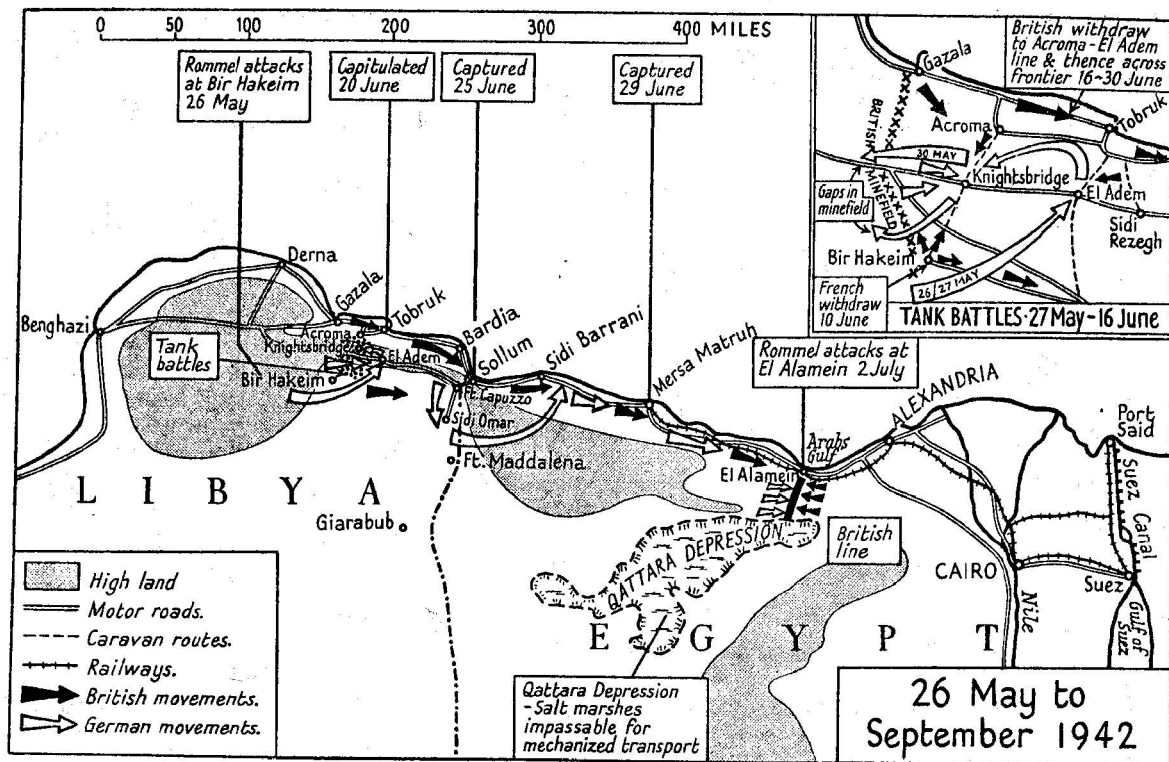 0 100 200 300 400 MILES
Rommel attacks
at Bir Hakeim
26 May
Capitulated
20 June
Captured
25 June
Captured
29 June
Derna
Benghazi
Gazala
Tobruk
Acroma
Knightsbridge
El Adem
Tank
battles
Bir Hakeim
Bardia
Sollum
Ft. Capuzzo
Sidi Omar
Sidi Barrani
Mersa Matruh
Ft. Maddalena
Giarabub
LIBYA
Rommel attacks at
El Alamein 2 July
Arabs
Gulf
El Alamein
ALEXANDRIA
Port
Said
Suez Canal
QATTARA DEPRESSION
British
line
CAIRO
Suez
Nile
Gulf of
Suez
EGYPT
Qattara Depression
-Salt marshes
impassable for
mechanized transport
High land
Motor roads.
Caravan routes.
Railways.
British movements.
German movements.
26 May to
September 1942
British withdraw
to Acroma-El Adem
line & thence across
frontier 16~30 June
Gazala
Tobruk
Acroma
BRITISH
MINEFIELD
30 MAY
Knightsbridge
El Adem
Gaps in
minefield
Sidi
Rezegh
Bir Hakeim
26/27 MAY
French
withdraw
10 June
TANK BATTLES·27 May-16 June